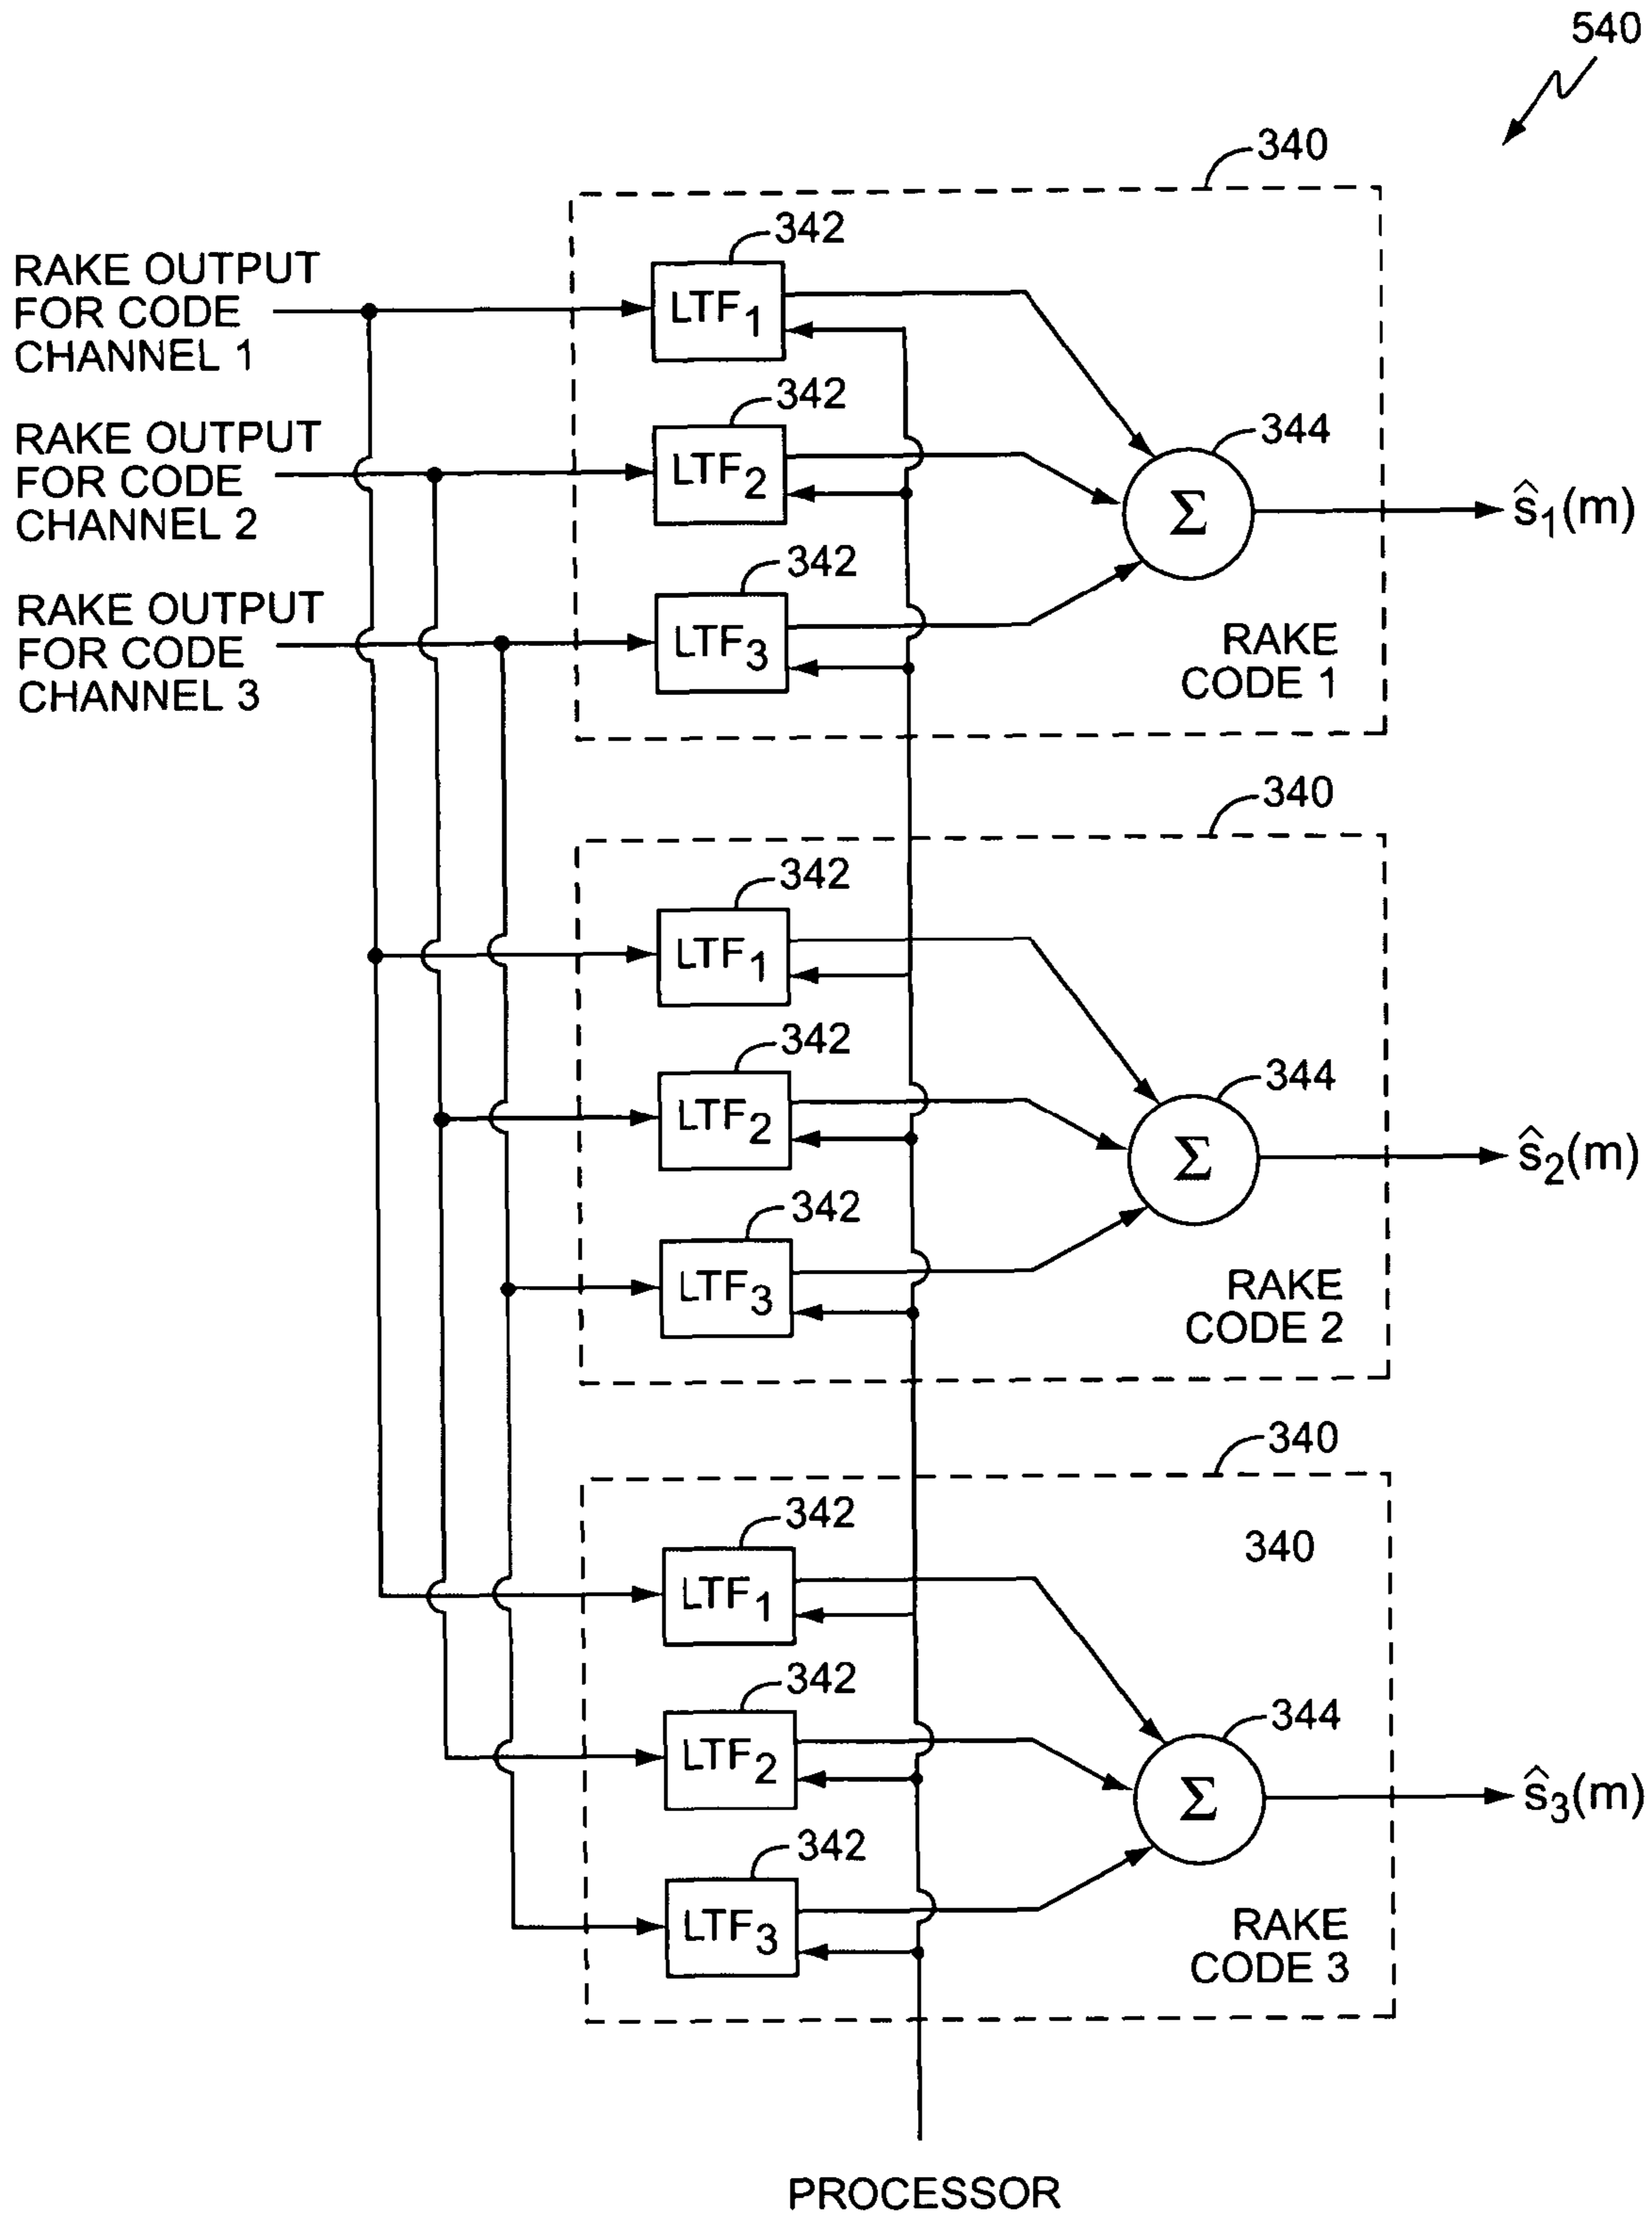 540
340
342
RAKE OUTPUT
FOR CODE
CHANNEL 1
LTF1
342
RAKE OUTPUT
FOR CODE
CHANNEL 2
LTF2
344
Σ
ŝ1(m)
342
RAKE OUTPUT
FOR CODE
CHANNEL 3
LTF3
RAKE
CODE 1
340
342
LTF1
342
LTF2
344
Σ
ŝ2(m)
342
LTF3
RAKE
CODE 2
340
342
340
LTF1
342
LTF2
344
Σ
ŝ3(m)
342
LTF3
RAKE
CODE 3
PROCESSOR